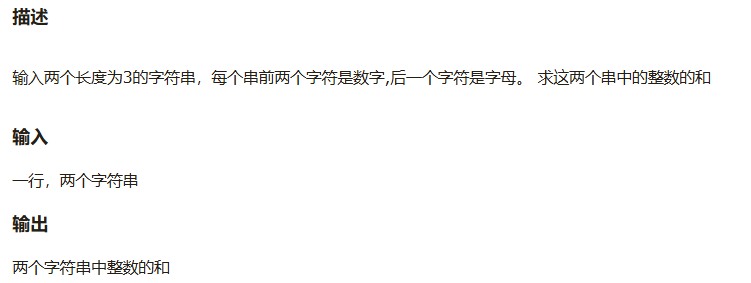 描述
输入两个长度为3的字符串，每个串前两个字符是数字,后一个字符是字母。 求这两个串中的整数的和
输入
一行，两个字符串
输出
两个字符串中整数的和